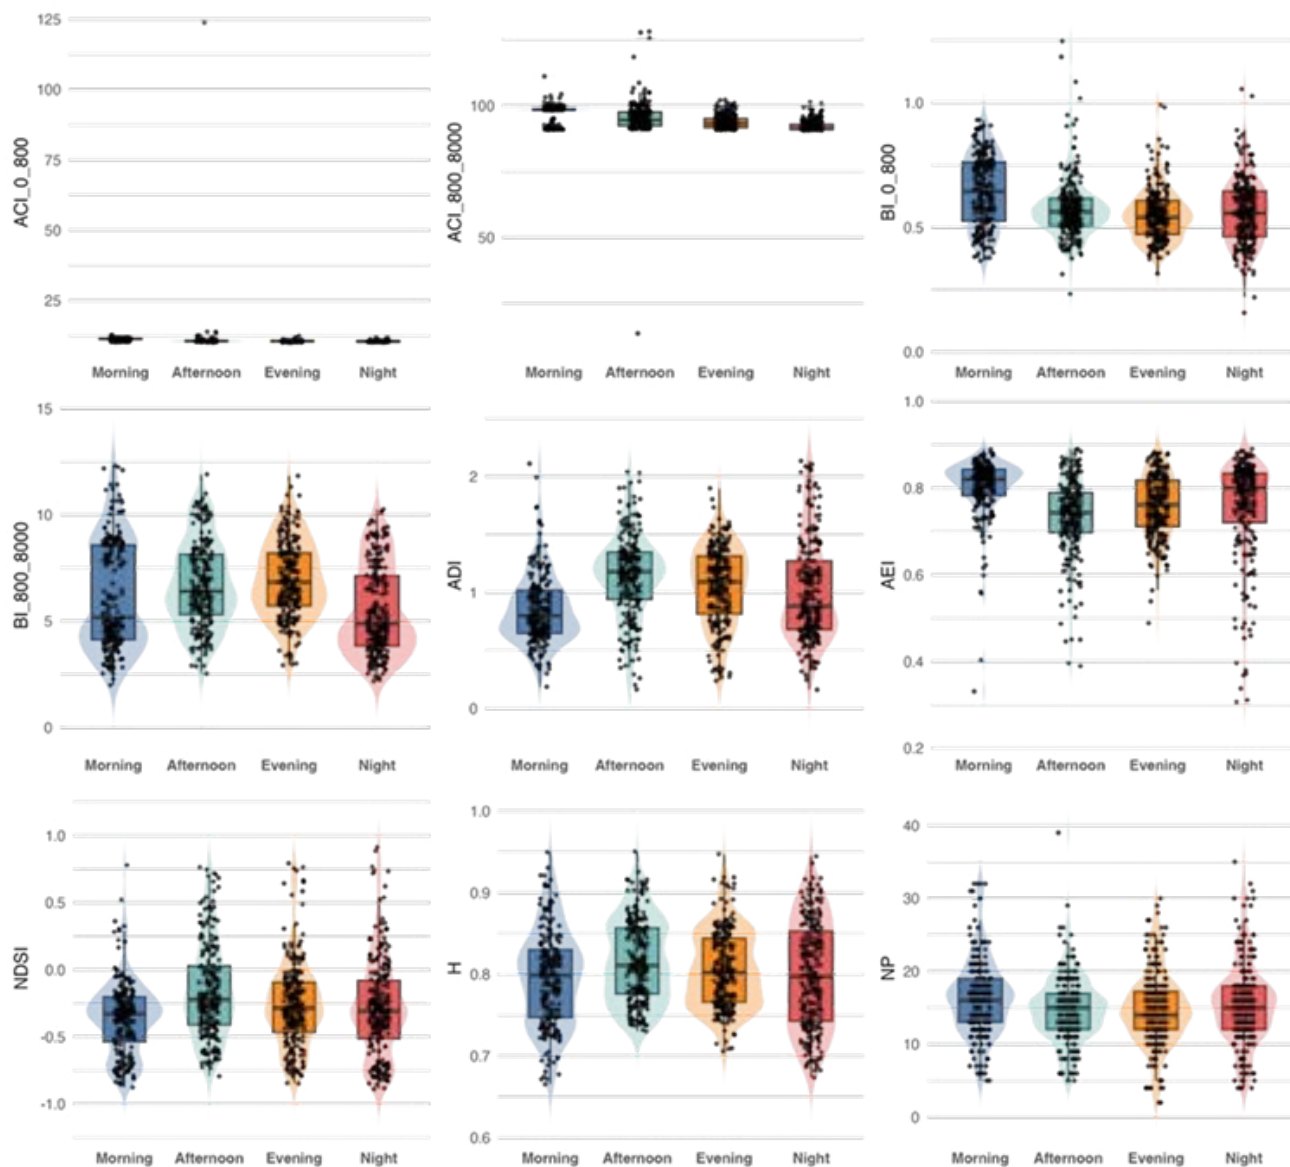 ACI_0_800
125
100
75
50
25
Morning Afternoon Evening Night
ACI_800_8000
100
50
Morning Afternoon Evening Night
BI_0_800
1.0
0.5
0.0
Morning Afternoon Evening Night
BI_800_8000
15
10
5
0
Morning Afternoon Evening Night
ADI
2
1
0
Morning Afternoon Evening Night
AEI
1.0
0.8
0.6
0.4
0.2
Morning Afternoon Evening Night
NDSI
1.0
0.5
0.0
-0.5
-1.0
Morning Afternoon Evening Night
H
1.0
0.9
0.8
0.7
0.6
Morning Afternoon Evening Night
NP
40
30
20
10
0
Morning Afternoon Evening Night